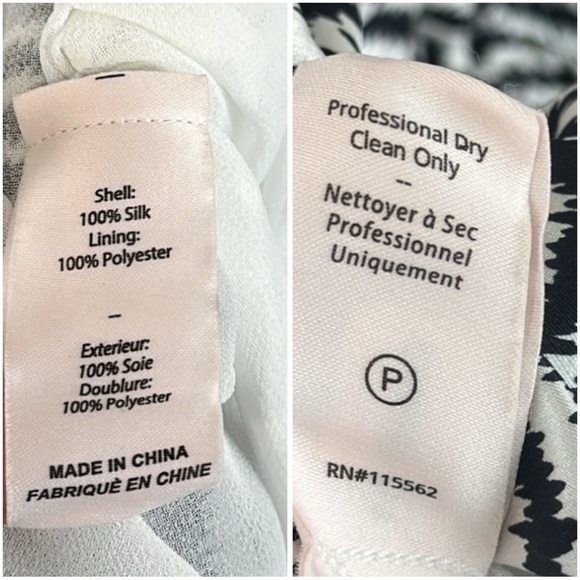 Shell:
100% Silk
Lining:
100% Polyester
–
Exterieur:
100% Soie
Doublure:
100% Polyester
MADE IN CHINA
FABRIQUÈ EN CHINE
Professional Dry
Clean Only
–
Nettoyer à Sec
Professionnel
Uniquement
P
RN#115562